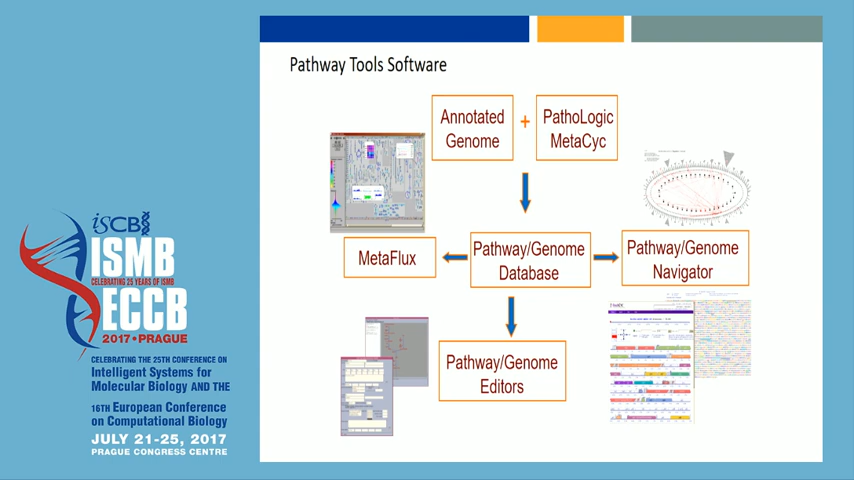 Pathway Tools Software
Annotated
Genome
+
PathoLogic
MetaCyc
MetaFlux
Pathway/Genome
Database
Pathway/Genome
Navigator
Pathway/Genome
Editors
iSCB
ISMB
CELEBRATING 25 YEARS OF ISMB
ECCB
2017 • PRAGUE
CELEBRATING THE 25TH CONFERENCE ON
Intelligent Systems for
Molecular Biology AND THE
16TH European Conference
on Computational Biology
JULY 21-25, 2017
PRAGUE CONGRESS CENTRE